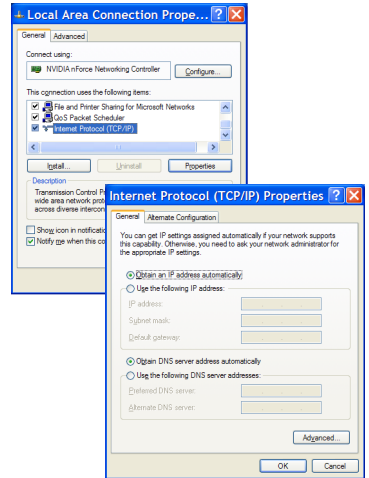 Local Area Connection Prope...
General Advanced
Connect using:
NVIDIA nForce Networking Controller
Configure...
This connection uses the following items:
File and Printer Sharing for Microsoft Networks
QoS Packet Scheduler
Internet Protocol (TCP/IP)
Install... Uninstall Properties
Description
Transmission Control P
wide area network prot
across diverse intercon
Show icon in notificatio
Notify me when this co
Internet Protocol (TCP/IP) Properties
General Alternate Configuration
You can get IP settings assigned automatically if your network supports
this capability. Otherwise, you need to ask your network administrator for
the appropriate IP settings.
Obtain an IP address automatically
Use the following IP address:
IP address:
Subnet mask:
Default gateway:
Obtain DNS server address automatically
Use the following DNS server addresses:
Preferred DNS server:
Alternate DNS server:
Advanced...
OK Cancel